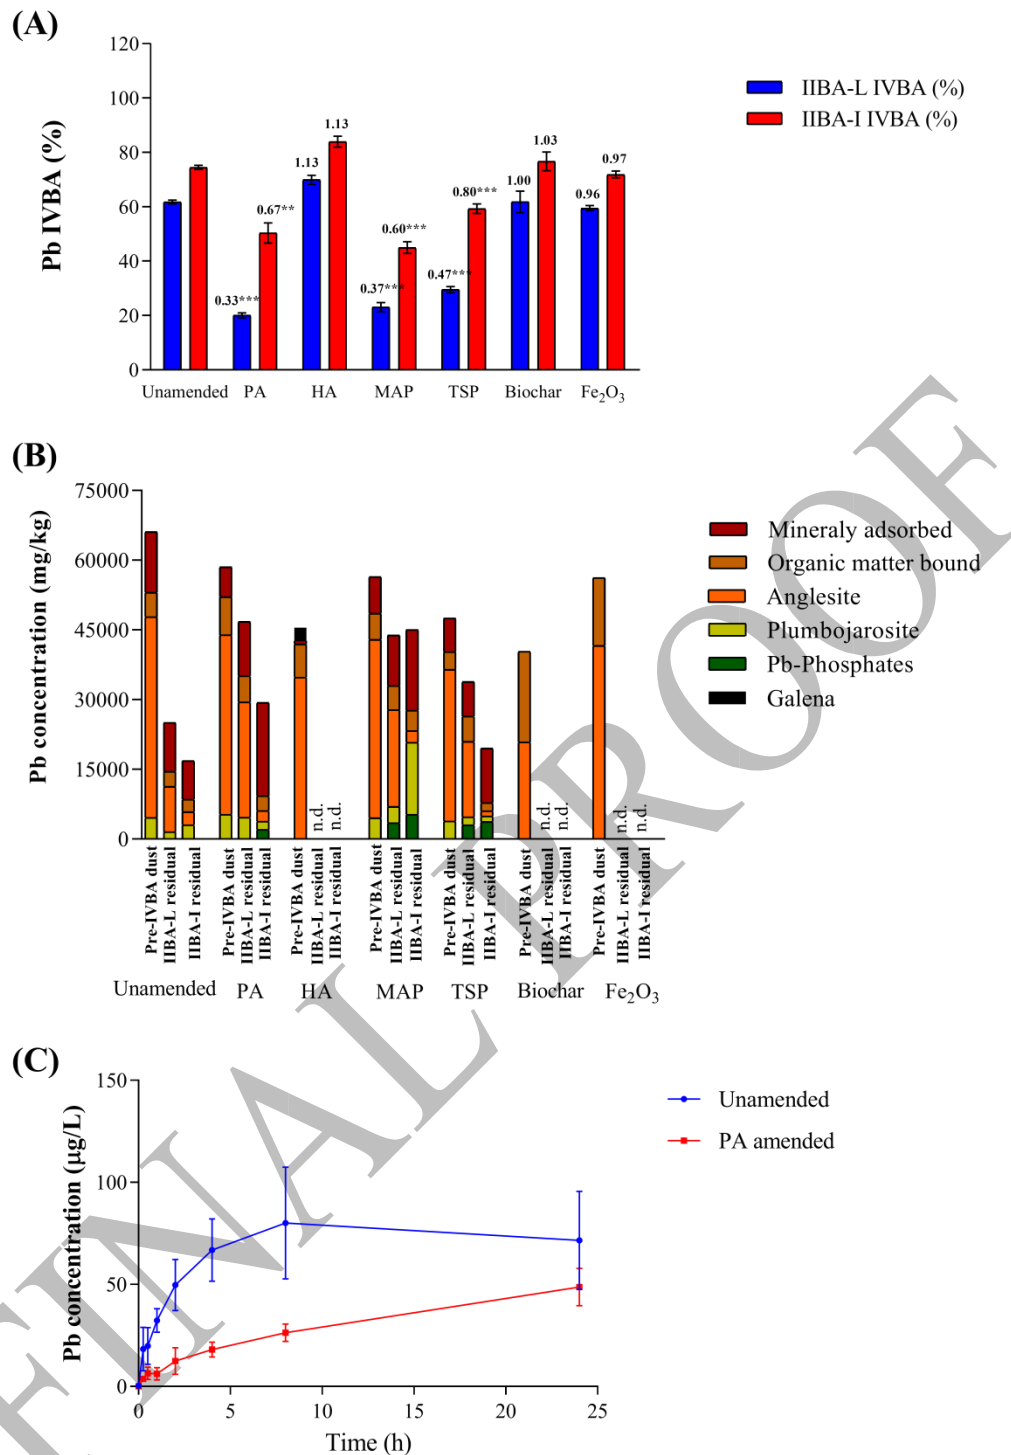 (A)
120
100
80
60
40
20
0
Pb IVBA (%)
IIBA-L IVBA (%)
IIBA-I IVBA (%)
0.33***
0.67**
1.13
1.13
0.37***
0.60***
0.47***
0.80***
1.00
1.03
0.96
0.97
Unamended PA HA MAP TSP Biochar Fe₂O₃
(B)
75000
60000
45000
30000
15000
0
Pb concentration (mg/kg)
Mineraly adsorbed
Organic matter bound
Anglesite
Plumbojarosite
Pb-Phosphates
Galena
n.d.
n.d.
n.d.
n.d.
n.d.
n.d.
Pre-IVBA dust
IIBA-L residual
IIBA-I residual
Pre-IVBA dust
IIBA-L residual
IIBA-I residual
Pre-IVBA dust
IIBA-L residual
IIBA-I residual
Pre-IVBA dust
IIBA-L residual
IIBA-I residual
Pre-IVBA dust
IIBA-L residual
IIBA-I residual
Pre-IVBA dust
IIBA-L residual
IIBA-I residual
Pre-IVBA dust
IIBA-L residual
IIBA-I residual
Unamended PA HA MAP TSP Biochar Fe₂O₃
(C)
150
100
50
0
Pb concentration (µg/L)
Unamended
PA amended
0 5 10 15 20 25
Time (h)
FINAL PROOF